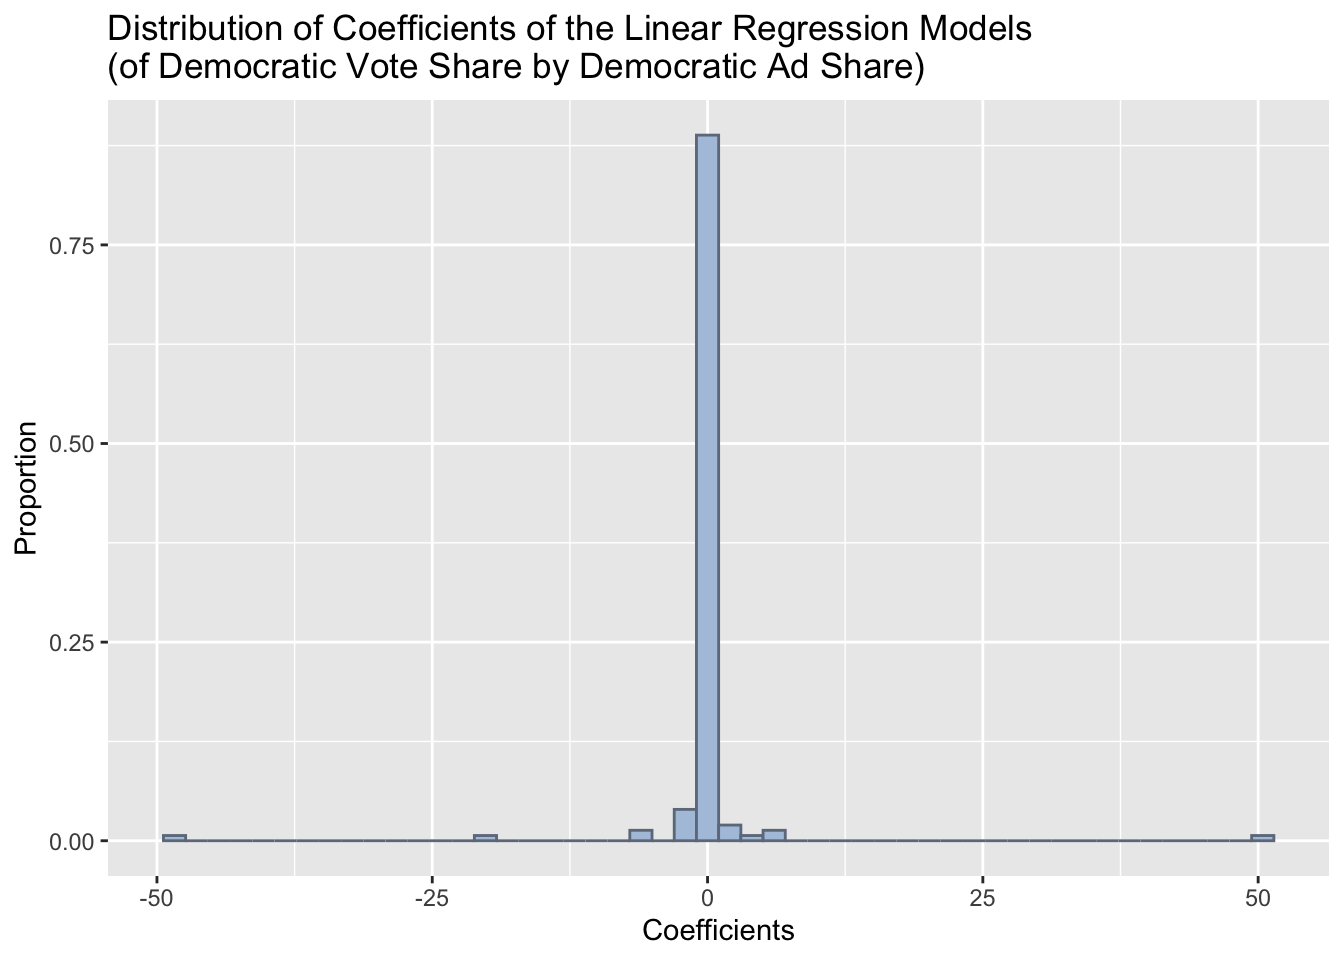 Distribution of Coefficients of the Linear Regression Models
(of Democratic Vote Share by Democratic Ad Share)
Proportion
0.75
0.50
0.25
0.00
-50 -25 0 25 50
Coefficients